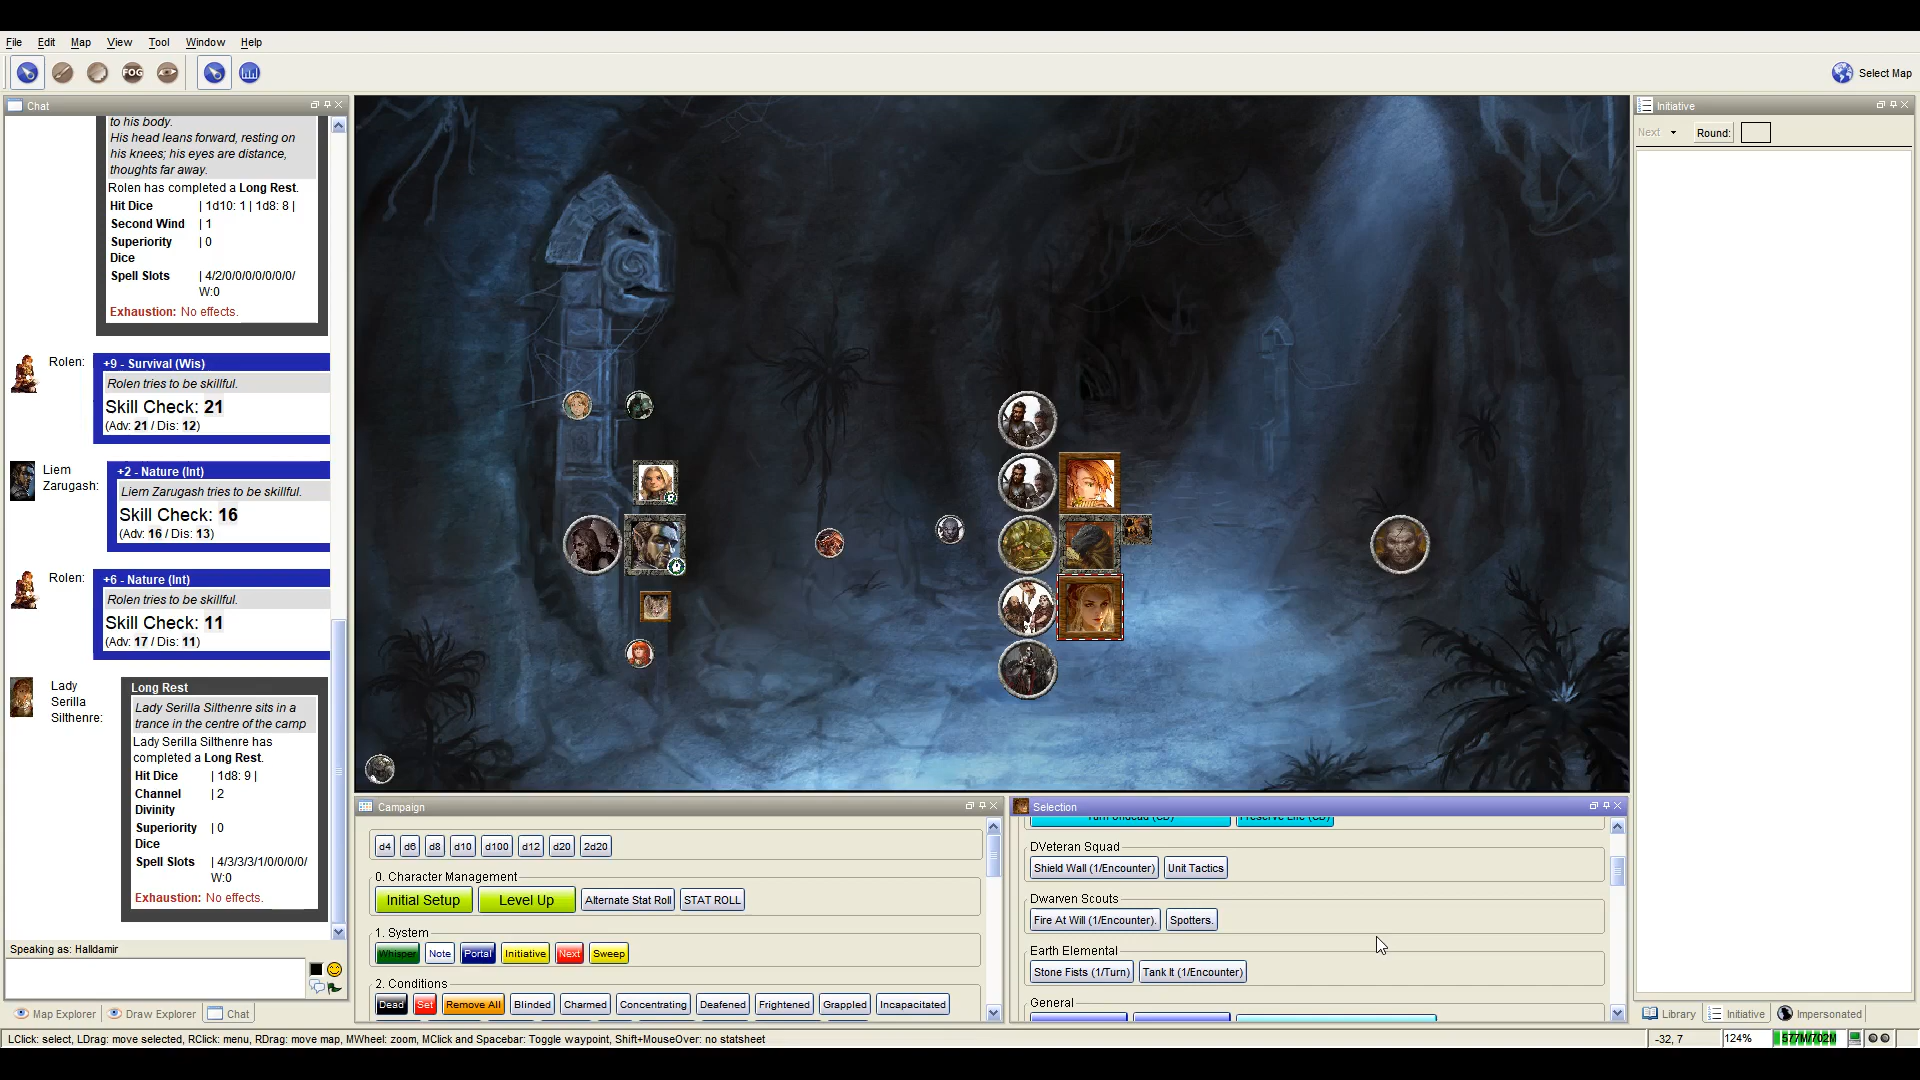 File Edit Map View Tool Window Help
FOG
Select Map
Chat
to his body.
His head leans forward, resting on
his knees; his eyes are distance,
thoughts far away.
Rolen has completed a Long Rest.
Hit Dice | 1d10: 1 | 1d8: 8 |
Second Wind | 1
Superiority | 0
Dice
Spell Slots | 4/2/0/0/0/0/0/0/0/
W:0
Exhaustion: No effects.
Rolen:
+9 - Survival (Wis)
Rolen tries to be skillful.
Skill Check: 21
(Adv: 21 / Dis: 12)
Liem
Zarugash:
+2 - Nature (Int)
Liem Zarugash tries to be skillful.
Skill Check: 16
(Adv: 16 / Dis: 13)
Rolen:
+6 - Nature (Int)
Rolen tries to be skillful.
Skill Check: 11
(Adv: 17 / Dis: 11)
Lady
Serilla
Silthenre:
Long Rest
Lady Serilla Silthenre sits in a
trance in the centre of the camp
Lady Serilla Silthenre has
completed a Long Rest.
Hit Dice | 1d8: 9 |
Channel | 2
Divinity
Superiority | 0
Dice
Spell Slots | 4/3/3/3/1/0/0/0/0/
W:0
Exhaustion: No effects.
Speaking as: Halldamir
Map Explorer Draw Explorer Chat
Campaign
d4 d6 d8 d10 d100 d12 d20 2d20
0. Character Management
Initial Setup Level Up Alternate Stat Roll STAT ROLL
1. System
Whisper Note Portal Initiative Next Sweep
2. Conditions
Dead Set Remove All Blinded Charmed Concentrating Deafened Frightened Grappled Incapacitated
Selection
Turn Undead (CD) Preserve Life (CD)
DVeteran Squad
Shield Wall (1/Encounter) Unit Tactics
Dwarven Scouts
Fire At Will (1/Encounter). Spotters.
Earth Elemental
Stone Fists (1/Turn) Tank It (1/Encounter)
General
Initiative
Next Round:
Library Initiative Impersonated
LClick: select, LDrag: move selected, RClick: menu, RDrag: move map, MWheel: zoom, MClick and Spacebar: Toggle waypoint, Shift+MouseOver: no statsheet
-32, 7 124% 577M/702M